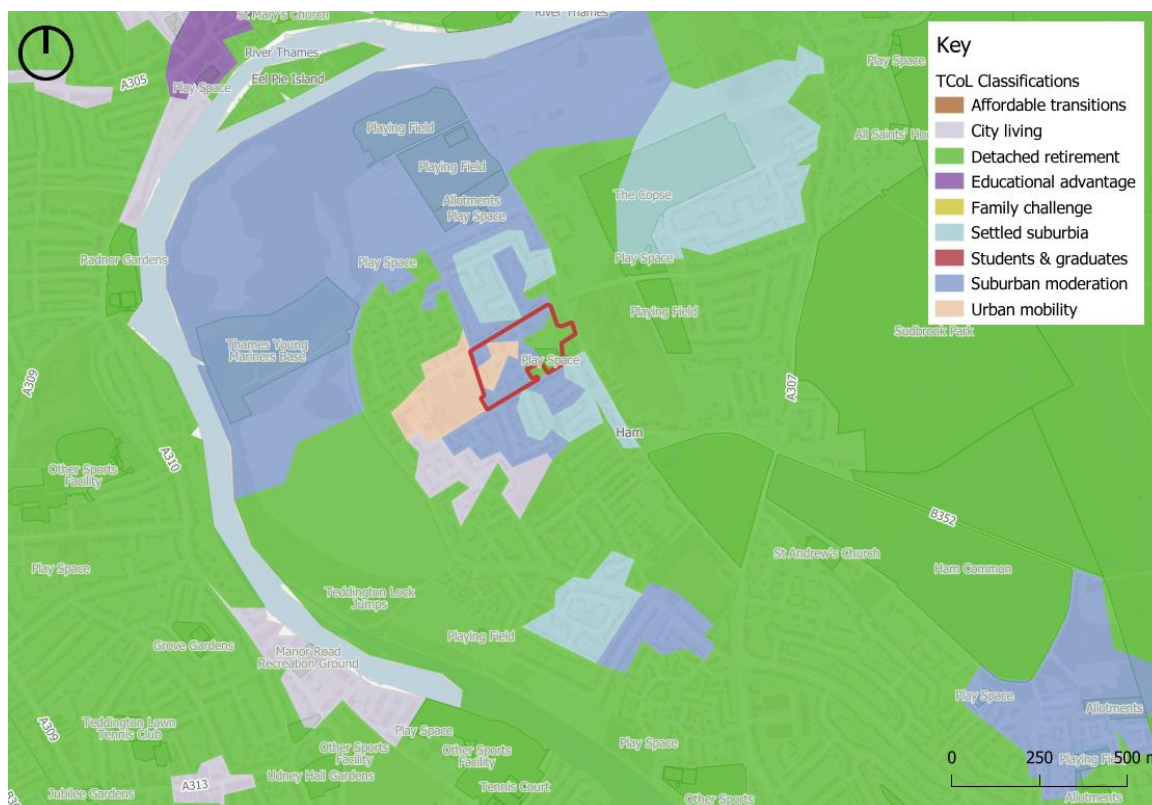 St Mary's Church
River Thames
River Thames
Eel Pie Island
A305
Play Space
Playing Field
Playing Field
Allotments
Play Space
Play Space
Radnor Gardens
Thames Young
Mariners Base
A309
A310
Other Sports
Facility
Play Space
Play Space
The Copse
Play Space
Playing Field
Play Space
Ham
Sudbrook Park
A307
B352
St Andrew's Church
Ham Common
Teddington Lock
Jumps
Playing Field
Grove Gardens
Manor Road
Recreation Ground
Play Space
Teddington Lawn
Tennis Club
A309
Other Sports
Facility
Other Sports
Facility
Udney Hall Gardens
Tennis Court
A313
Jubilee Gardens
Play Space
Other Sports
Play Space
Allotments
Allotments
Key
TCoL Classifications
Affordable transitions
City living
Detached retirement
Educational advantage
Family challenge
Settled suburbia
Students & graduates
Suburban moderation
Urban mobility
0 250 500 m